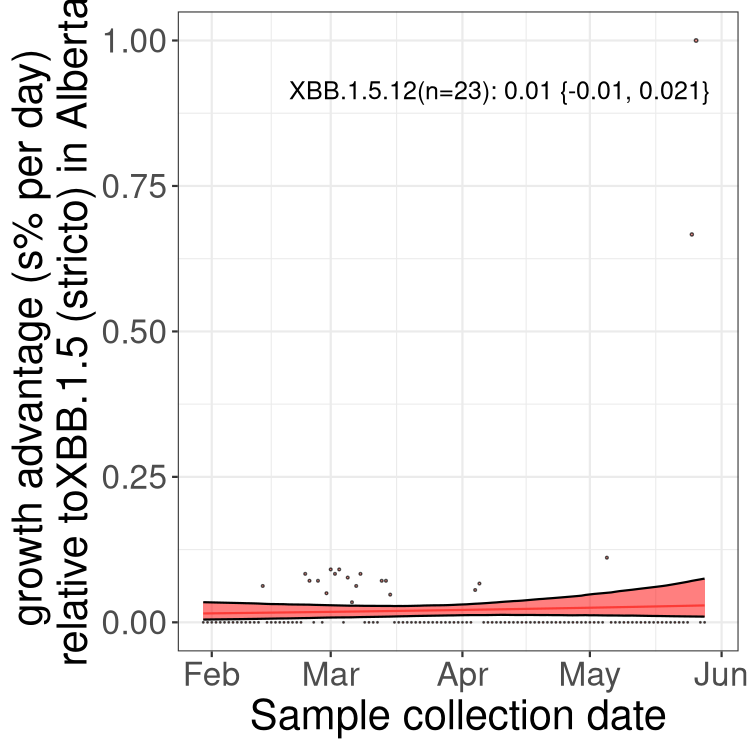 growth advantage (s% per day)
relative toXBB.1.5 (stricto) in Alberta
1.00
XBB.1.5.12(n=23): 0.01 {-0.01, 0.021}
0.75
0.50
0.25
0.00
Feb Mar Apr May Jun
Sample collection date